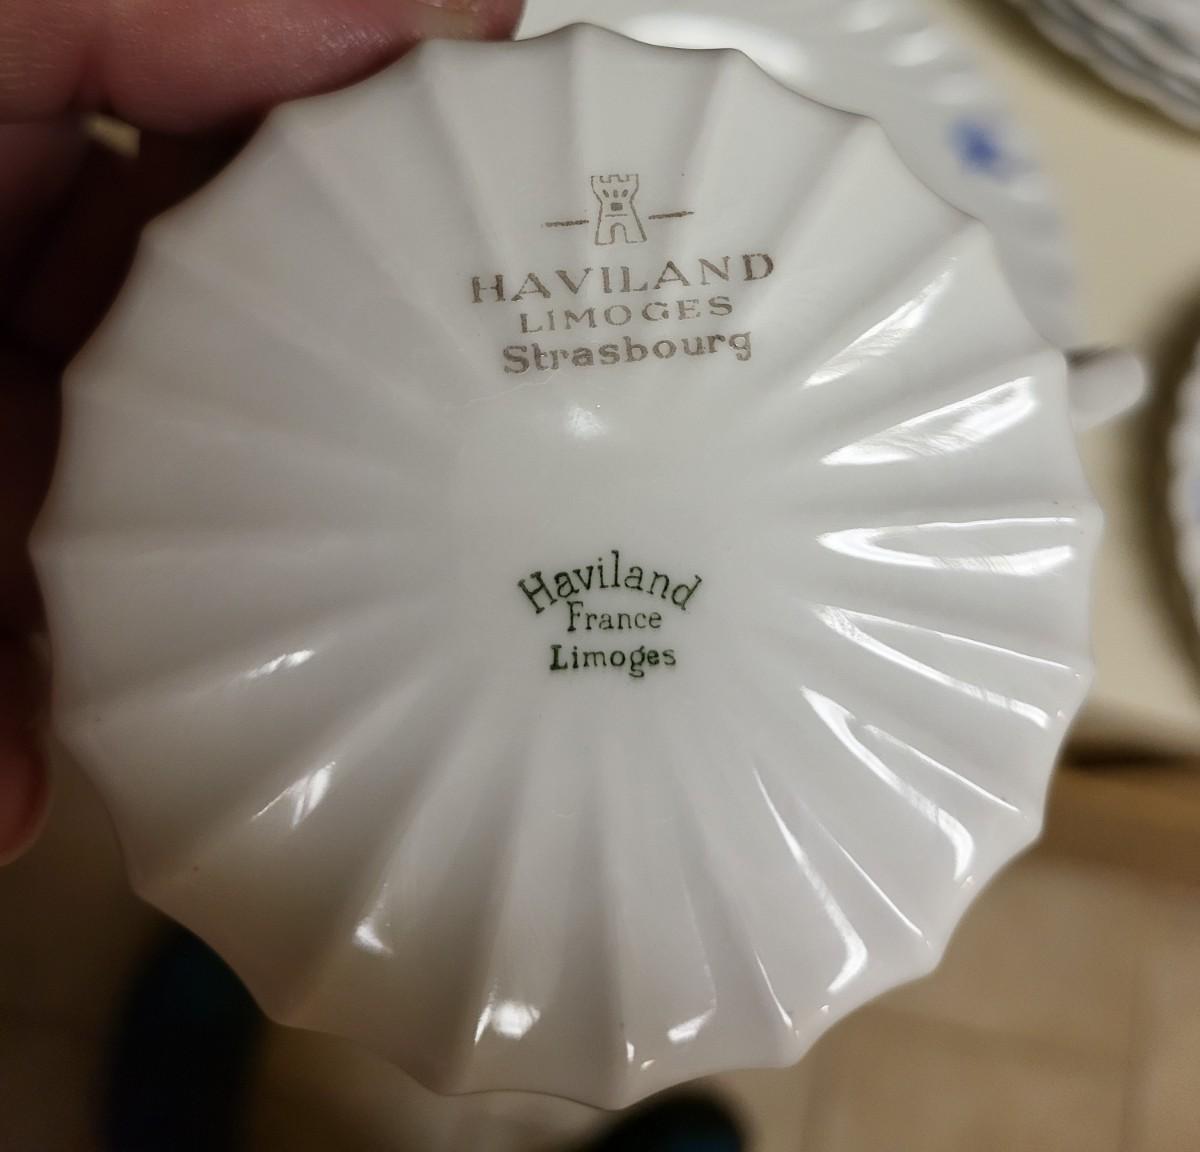 HAVILAND
LIMOGES
Strasbourg
Haviland
France
Limoges